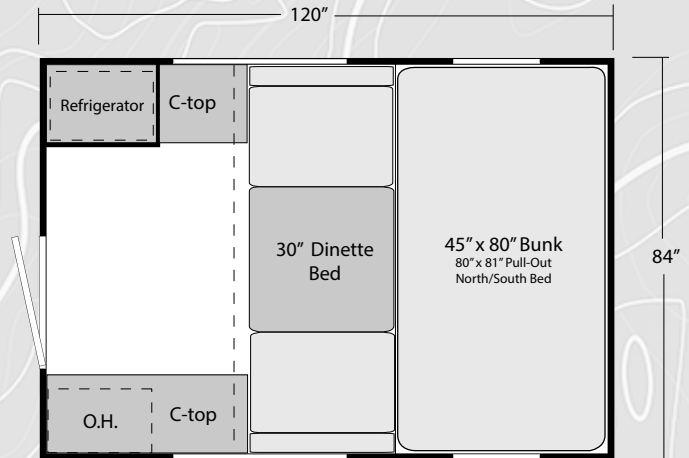 120”
Refrigerator
C-top
30” Dinette
Bed
45” x 80” Bunk
80” x 81” Pull-Out
North/South Bed
84”
O.H.
C-top